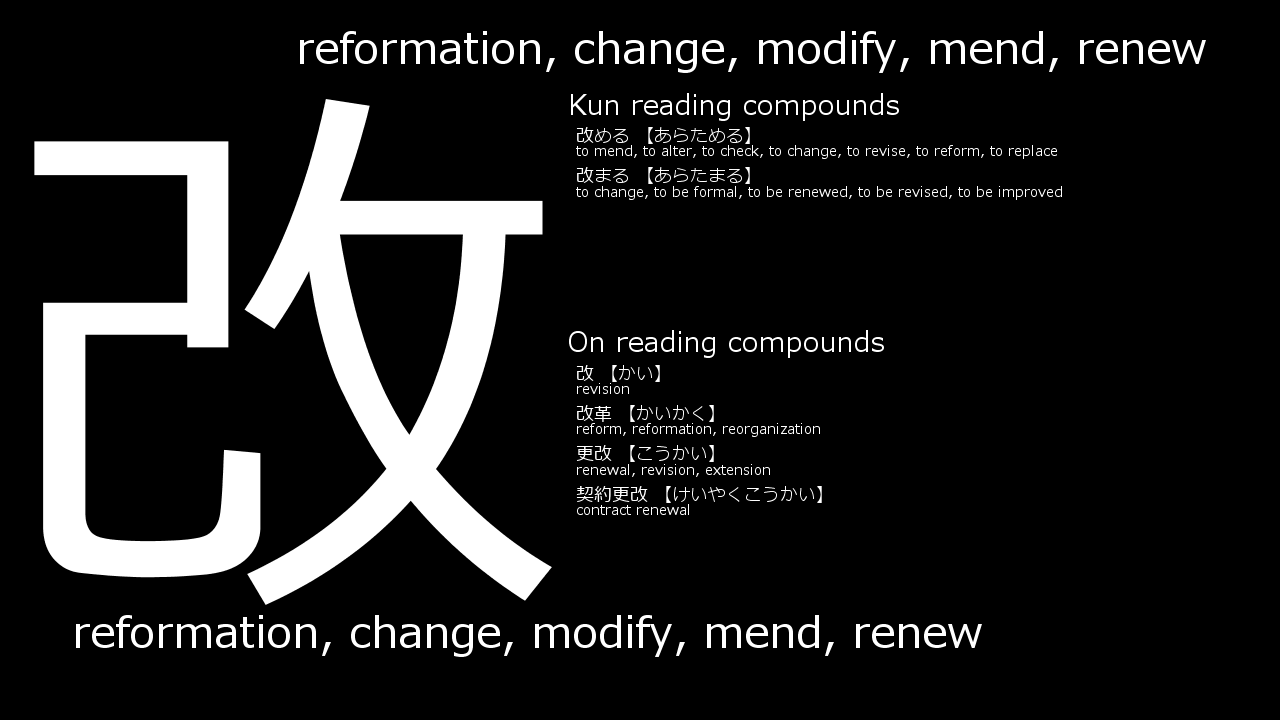 reformation, change, modify, mend, renew
改
Kun reading compounds
改める 【あらためる】
to mend, to alter, to check, to change, to revise, to reform, to replace
改まる 【あらたまる】
to change, to be formal, to be renewed, to be revised, to be improved
On reading compounds
改 【かい】
revision
改革 【かいかく】
reform, reformation, reorganization
更改 【こうかい】
renewal, revision, extension
契約更改 【けいやくこうかい】
contract renewal
reformation, change, modify, mend, renew